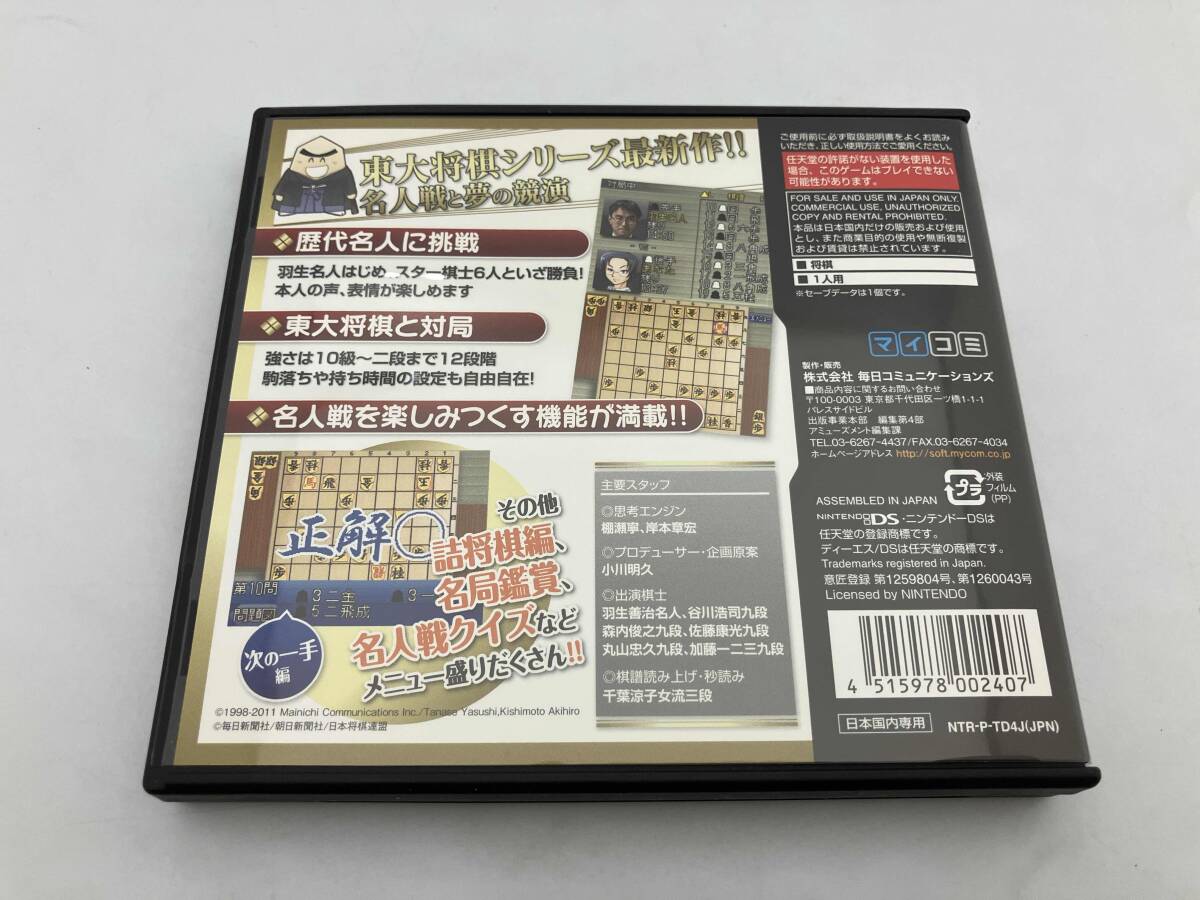 東大将棋シリーズ最新作!!
名人戦と夢の競演
歴代名人に挑戦
羽生名人はじめ、スター棋士6人といざ勝負!
本人の声、表情が楽しめます
東大将棋と対局
強さは10級〜二段まで12段階
駒落ちや持ち時間の設定も自由自在!
名人戦を楽しみつくす機能が満載!!
対局中
正解
第10問
3二金
5二飛成
次の一手
編
その他
詰将棋編、
名局鑑賞、
名人戦クイズなど
メニュー盛りだくさん!!
主要スタッフ
◎思考エンジン
棚瀬寧、岸本章宏
◎プロデューサー・企画原案
小川明久
◎出演棋士
羽生善治名人、谷川浩司九段
森内俊之九段、佐藤康光九段
丸山忠久九段、加藤一二三九段
◎棋譜読み上げ・秒読み
千葉涼子女流三段
©1998-2011 Mainichi Communications Inc./Tanase Yasushi,Kishimoto Akihiro
©毎日新聞社/朝日新聞社/日本将棋連盟
ご使用前に必ず取扱説明書をよくお読み
いただき、正しい使用方法でご愛用ください。
任天堂の許諾がない装置を使用した
場合、このゲームはプレイできない
可能性があります。
FOR SALE AND USE IN JAPAN ONLY.
COMMERCIAL USE, UNAUTHORIZED
COPY AND RENTAL PROHIBITED.
本品は日本国内だけの販売および使用
とし、また商業目的の使用や無断複製
および賃貸は禁止されています。
■将棋
■1人用
※セーブデータは1個です。
マイコミ
製作・販売
株式会社 毎日コミュニケーションズ
■商品内容に関するお問い合わせ
〒100-0003 東京都千代田区一ツ橋1-1-1
パレスサイドビル
出版事業本部 編集第4部
アミューズメント編集課
TEL.03-6267-4437/FAX.03-6267-4034
ホームページアドレス http://soft.mycom.co.jp
プラ
外装
フィルム
(PP)
ASSEMBLED IN JAPAN
NINTENDO DS・ニンテンドーDSは
任天堂の登録商標です。
ディーエス/DSは任天堂の商標です。
Trademarks registered in Japan.
意匠登録 第1259804号、第1260043号
Licensed by NINTENDO
4 515978 002407
日本国内専用
NTR-P-TD4J(JPN)